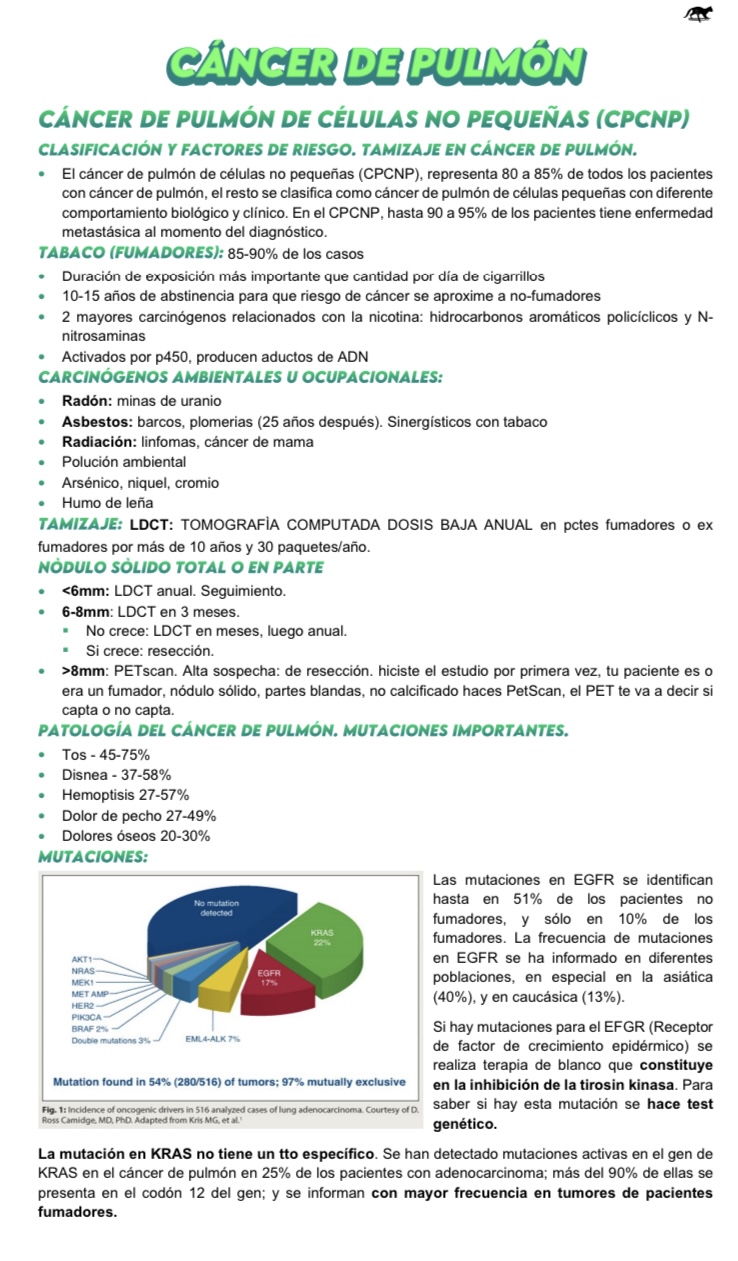 CÁNCER DE PULMÓN
CÁNCER DE PULMÓN DE CÉLULAS NO PEQUEÑAS (CPCNP)
CLASIFICACIÓN Y FACTORES DE RIESGO. TAMIZAJE EN CÁNCER DE PULMÓN.
• El cáncer de pulmón de células no pequeñas (CPCNP), representa 80 a 85% de todos los pacientes
con cáncer de pulmón, el resto se clasifica como cáncer de pulmón de células pequeñas con diferente
comportamiento biológico y clínico. En el CPCNP, hasta 90 a 95% de los pacientes tiene enfermedad
metastásica al momento del diagnóstico.
TABACO (FUMADORES): 85-90% de los casos
• Duración de exposición más importante que cantidad por día de cigarrillos
• 10-15 años de abstinencia para que riesgo de cáncer se aproxime a no-fumadores
• 2 mayores carcinógenos relacionados con la nicotina: hidrocarbonos aromáticos policíclicos y N-
nitrosaminas
• Activados por p450, producen aductos de ADN
CARCINÓGENOS AMBIENTALES U OCUPACIONALES:
• Radón: minas de uranio
• Asbestos: barcos, plomerias (25 años después). Sinergísticos con tabaco
• Radiación: linfomas, cáncer de mama
• Polución ambiental
• Arsénico, niquel, cromio
• Humo de leña
TAMIZAJE: LDCT: TOMOGRAFÌA COMPUTADA DOSIS BAJA ANUAL en pctes fumadores o ex
fumadores por más de 10 años y 30 paquetes/año.
NÒDULO SÒLIDO TOTAL O EN PARTE
• <6mm: LDCT anual. Seguimiento.
• 6-8mm: LDCT en 3 meses.
▪ No crece: LDCT en meses, luego anual.
▪ Si crece: resección.
• >8mm: PETscan. Alta sospecha: de resección. hiciste el estudio por primera vez, tu paciente es o
era un fumador, nódulo sólido, partes blandas, no calcificado haces PetScan, el PET te va a decir si
capta o no capta.
PATOLOGÍA DEL CÁNCER DE PULMÓN. MUTACIONES IMPORTANTES.
• Tos - 45-75%
• Disnea - 37-58%
• Hemoptisis 27-57%
• Dolor de pecho 27-49%
• Dolores óseos 20-30%
MUTACIONES:
No mutation
detected
KRAS
22%
EGFR
17%
EML4-ALK 7%
AKT1
NRAS
MEK1
MET AMP
HER2
PIK3CA
BRAF 2%
Double mutations 3%
Mutation found in 54% (280/516) of tumors; 97% mutually exclusive
Fig. 1: Incidence of oncogenic drivers in 516 analyzed cases of lung adenocarcinoma. Courtesy of D.
Ross Camidge, MD, PhD. Adapted from Kris MG, et al.¹
Las mutaciones en EGFR se identifican
hasta en 51% de los pacientes no
fumadores, y sólo en 10% de los
fumadores. La frecuencia de mutaciones
en EGFR se ha informado en diferentes
poblaciones, en especial en la asiática
(40%), y en caucásica (13%).
Si hay mutaciones para el EFGR (Receptor
de factor de crecimiento epidérmico) se
realiza terapia de blanco que constituye
en la inhibición de la tirosin kinasa. Para
saber si hay esta mutación se hace test
genético.
La mutación en KRAS no tiene un tto específico. Se han detectado mutaciones activas en el gen de
KRAS en el cáncer de pulmón en 25% de los pacientes con adenocarcinoma; más del 90% de ellas se
presenta en el codón 12 del gen; y se informan con mayor frecuencia en tumores de pacientes
fumadores.